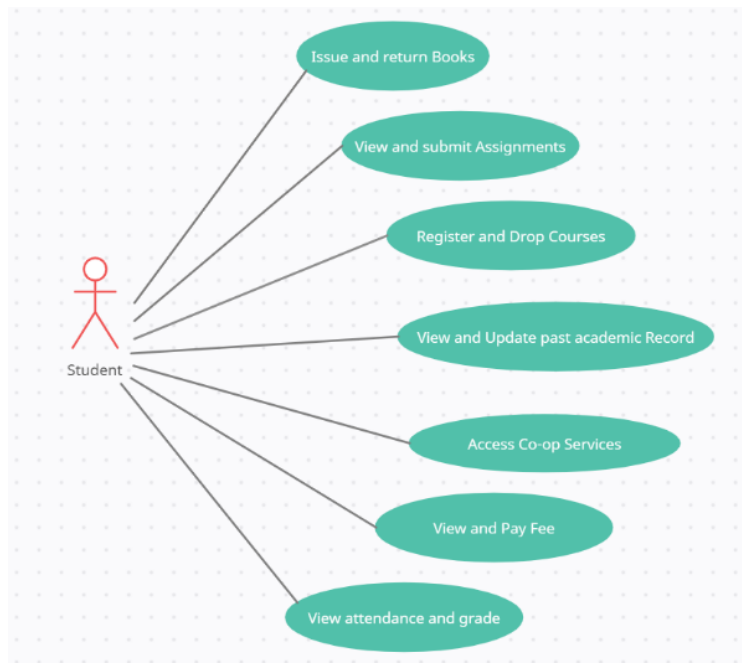 Issue and return Books
View and submit Assignments
Register and Drop Courses
View and Update past academic Record
Student
Access Co-op Services
View and Pay Fee
View attendance and grade